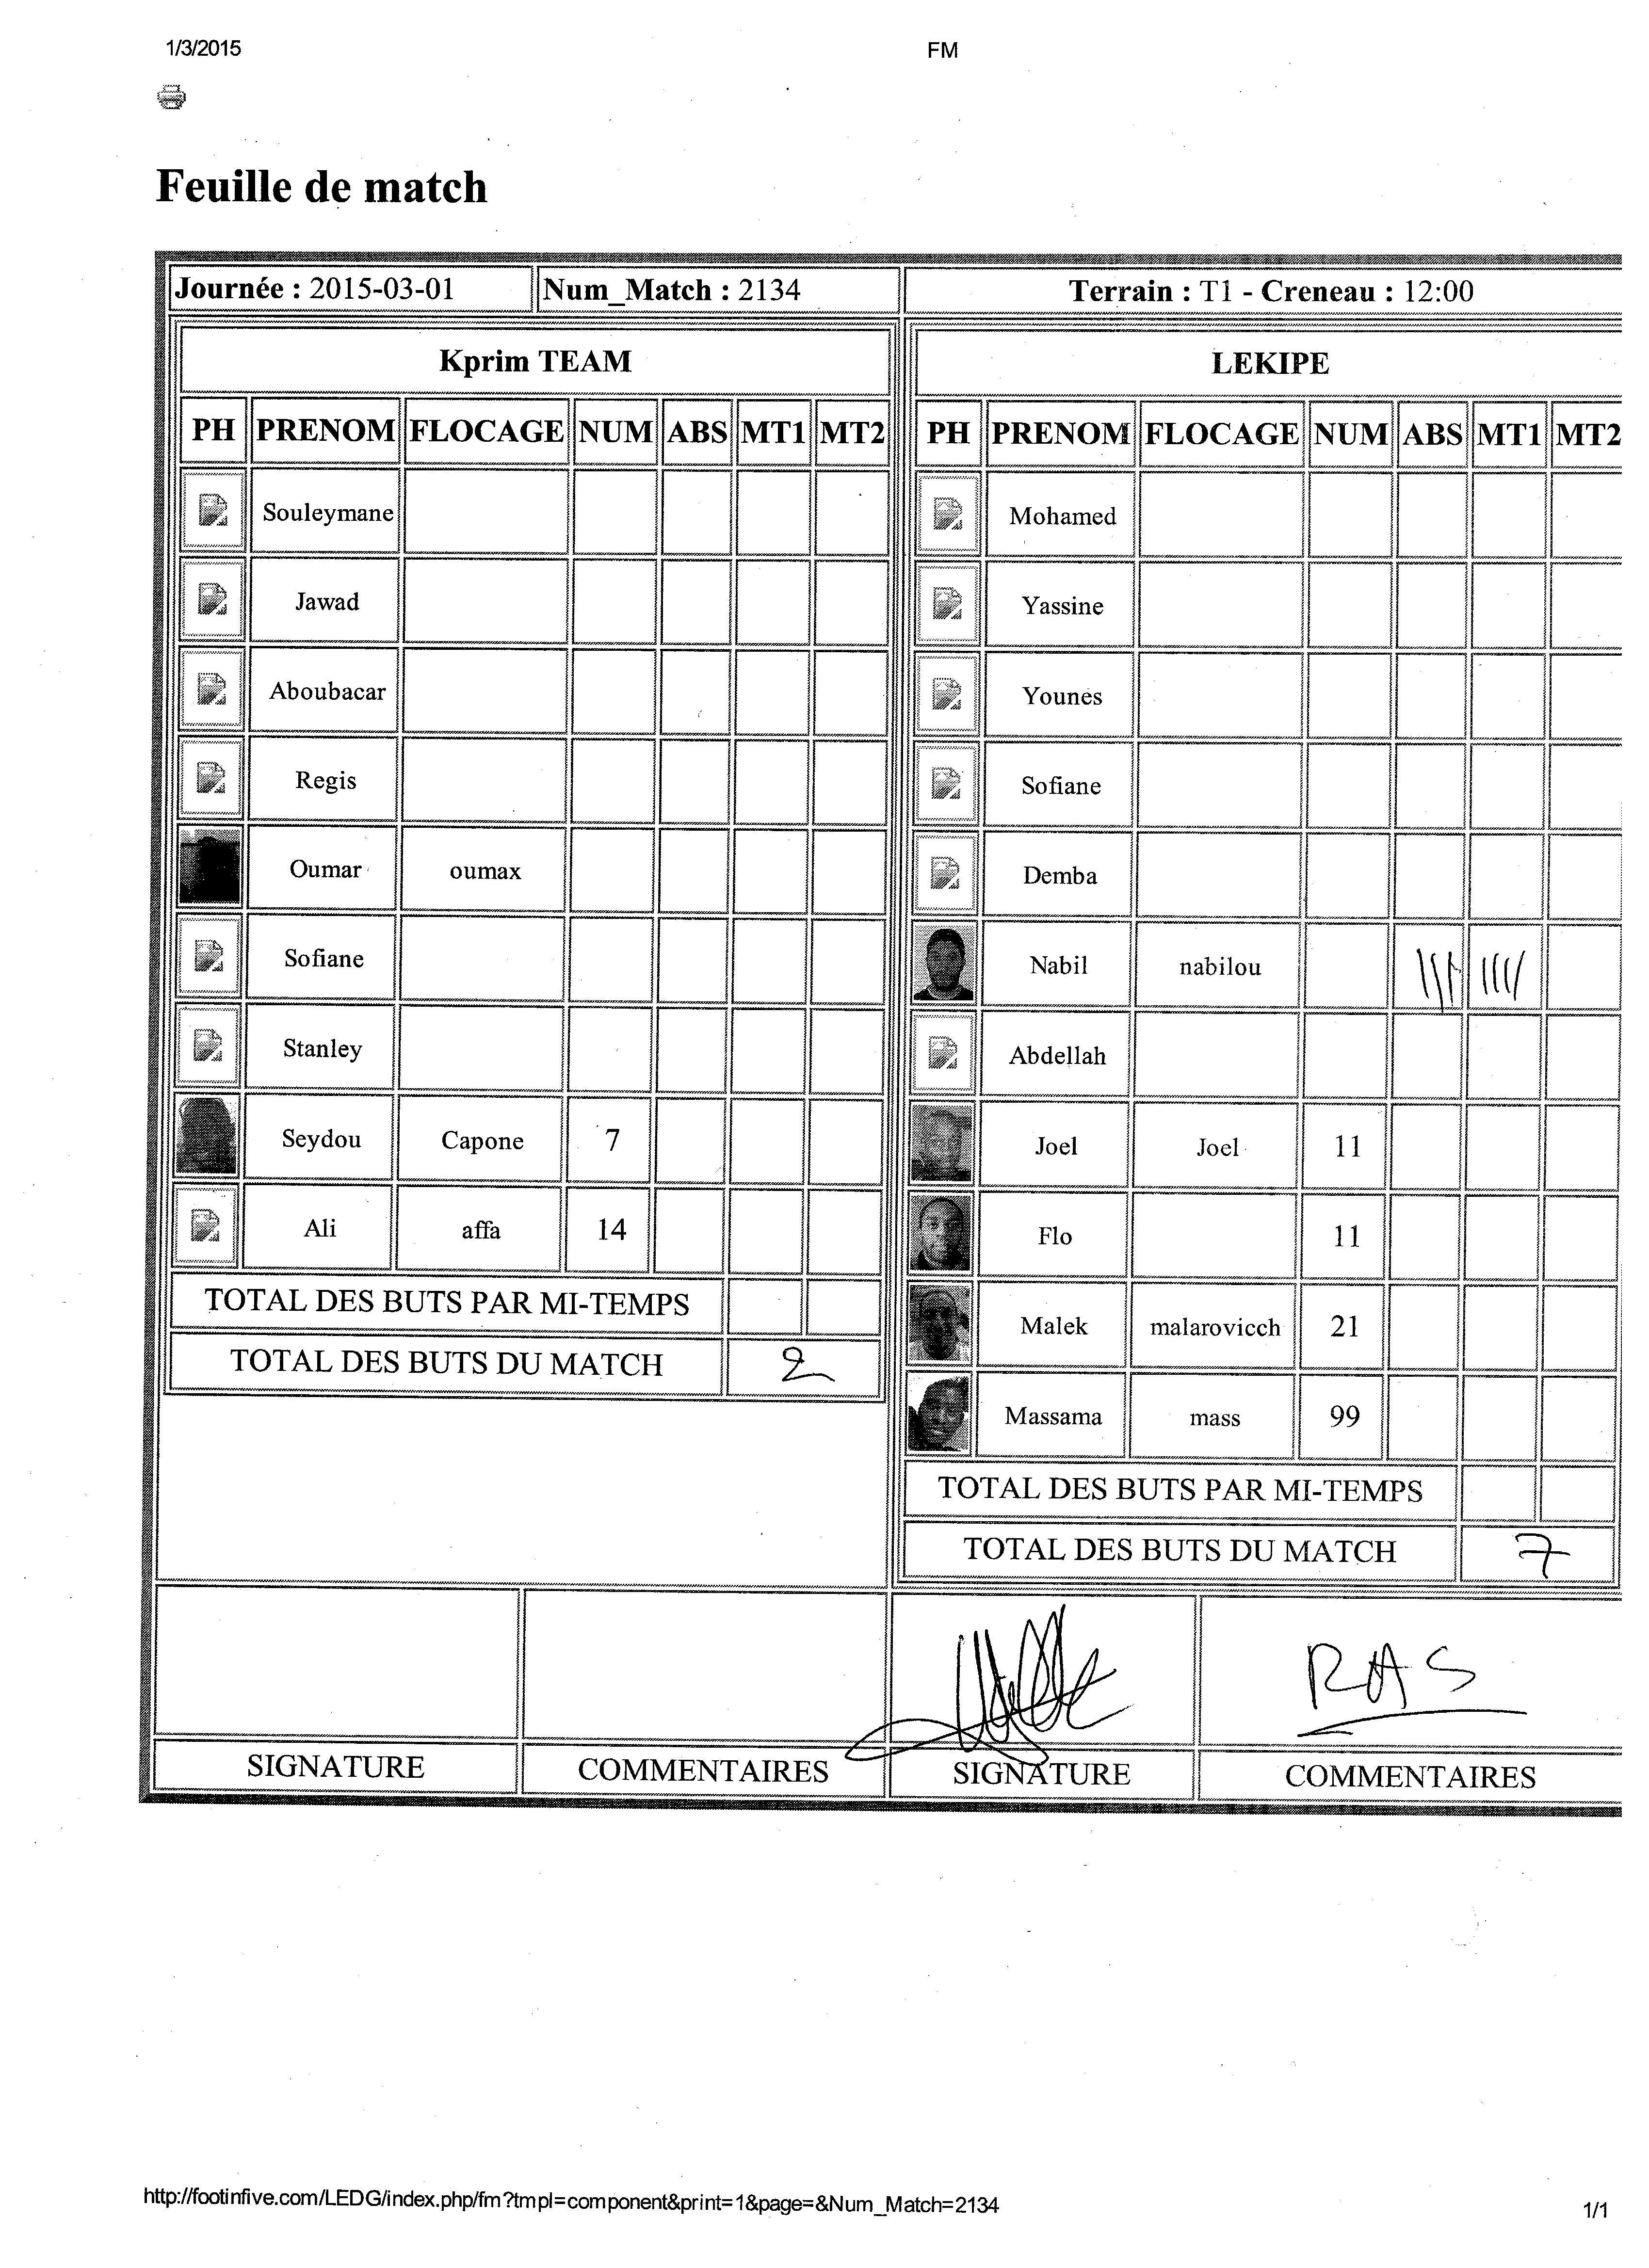 1/3/2015 FM
Feuille de match
Journée : 2015-03-01 Num_Match : 2134 Terrain : T1 - Creneau : 12:00
Kprim TEAM LEKIPE
PH PRENOM FLOCAGE NUM ABS MT1 MT2 PH PRENOM FLOCAGE NUM ABS MT1 MT2
Souleymane Mohamed
Jawad Yassine
Aboubacar Younes
Regis Sofiane
Oumar oumax Demba
Sofiane Nabil nabilou
Stanley Abdellah
Seydou Capone 7 Joel Joel 11
Ali affa 14 Flo 11
TOTAL DES BUTS PAR MI-TEMPS Malek malarovicch 21
TOTAL DES BUTS DU MATCH 2 Massama mass 99
TOTAL DES BUTS PAR MI-TEMPS
TOTAL DES BUTS DU MATCH 7
RAS
SIGNATURE COMMENTAIRES SIGNATURE COMMENTAIRES
http://footinfive.com/LEDG/index.php/fm?tmpl=component&print=1&page=&Num_Match=2134 1/1